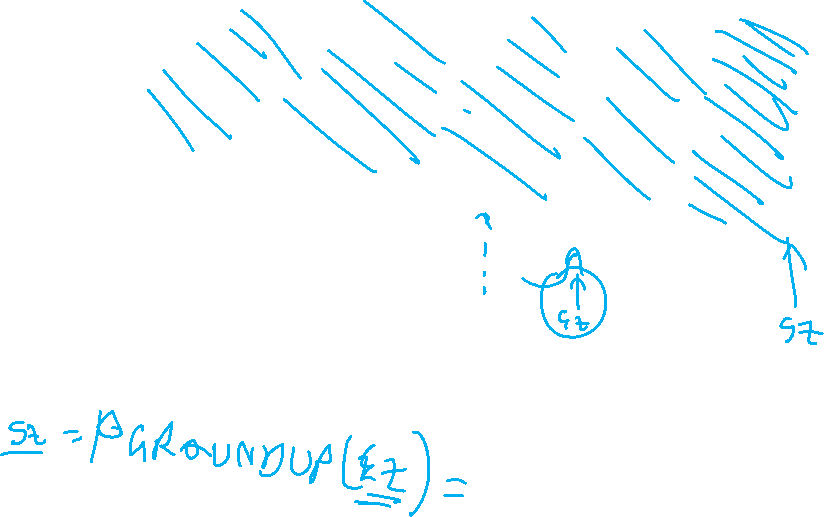 sz
sz
sz = PGROUNDUP(sz) =